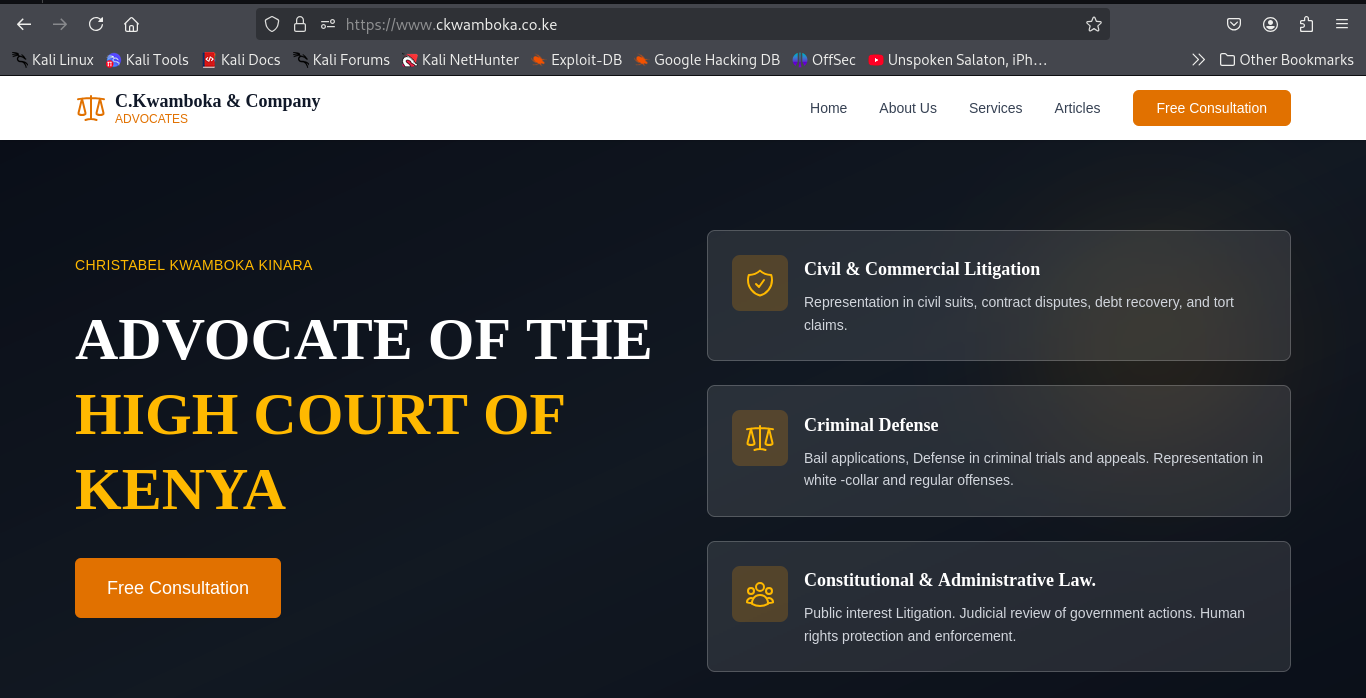 https://www.ckwamboka.co.ke
Kali Linux Kali Tools Kali Docs Kali Forums Kali NetHunter Exploit-DB Google Hacking DB OffSec Unspoken Salaton, iPh… Other Bookmarks
C.Kwamboka & Company
ADVOCATES
Home About Us Services Articles Free Consultation
CHRISTABEL KWAMBOKA KINARA
ADVOCATE OF THE
HIGH COURT OF
KENYA
Free Consultation
Civil & Commercial Litigation
Representation in civil suits, contract disputes, debt recovery, and tort
claims.
Criminal Defense
Bail applications, Defense in criminal trials and appeals. Representation in
white -collar and regular offenses.
Constitutional & Administrative Law.
Public interest Litigation. Judicial review of government actions. Human
rights protection and enforcement.